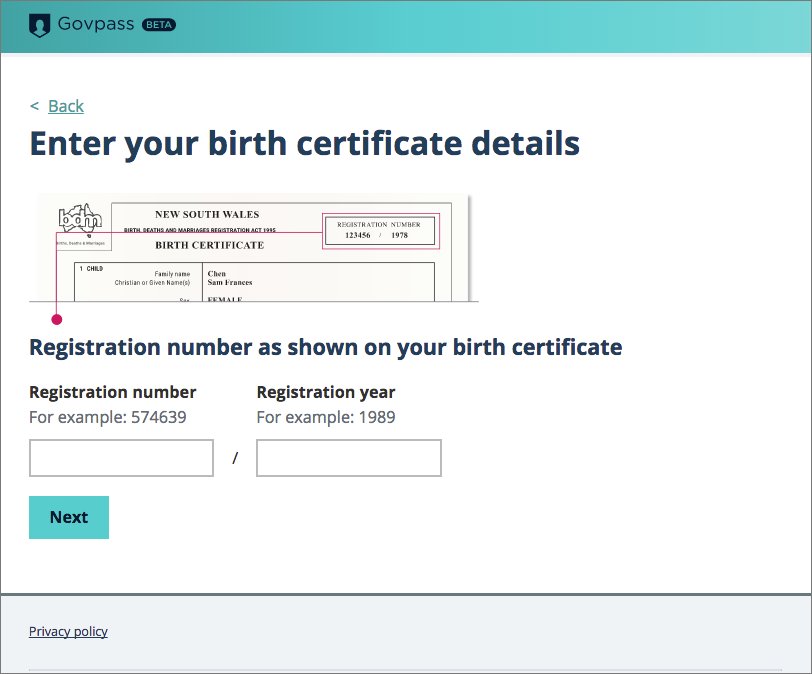 Govpass BETA
< Back
Enter your birth certificate details
bdm
Births, Deaths & Marriages
NEW SOUTH WALES
BIRTH, DEATHS AND MARRIAGES REGISTRATION ACT 1995
BIRTH CERTIFICATE
REGISTRATION NUMBER
123456 / 1978
1 CHILD
Family name Chen
Christian or Given Name(s) Sam Frances
Sex FEMALE
Registration number as shown on your birth certificate
Registration number Registration year
For example: 574639 For example: 1989
/
Next
Privacy policy